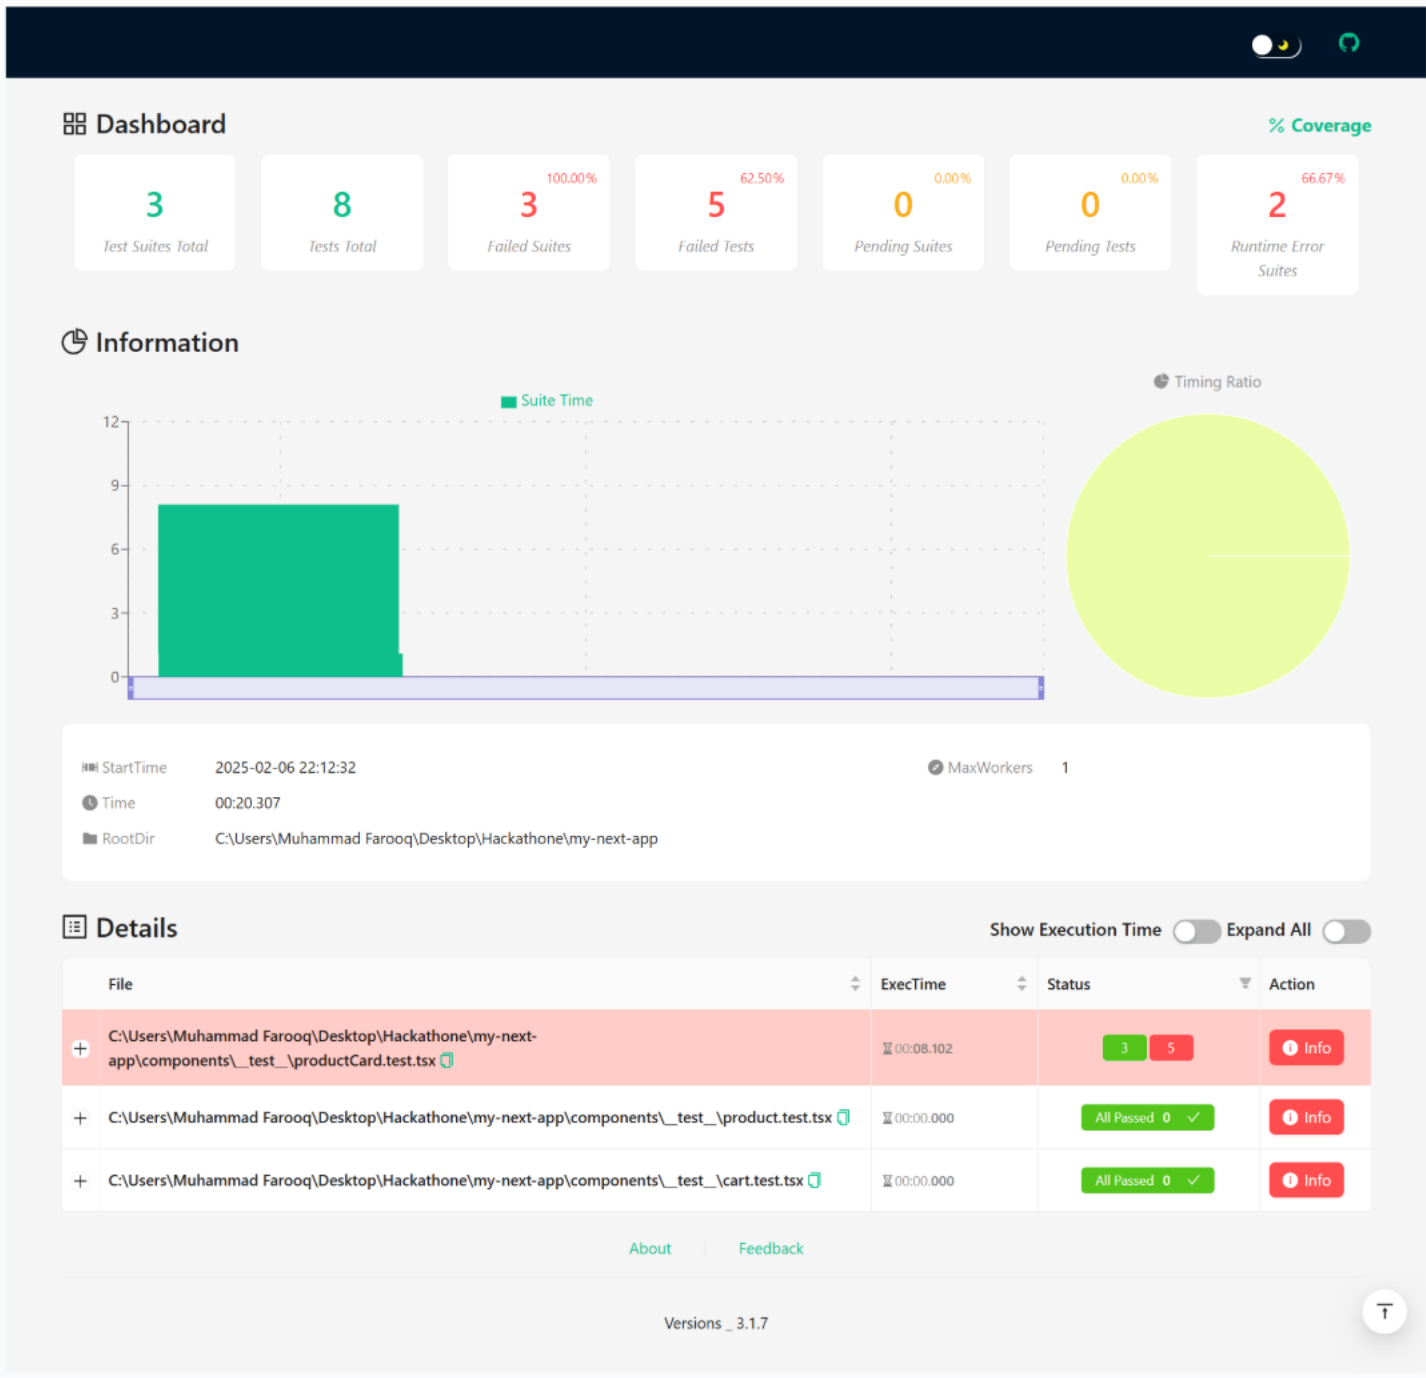 Dashboard
% Coverage
100.00%
62.50%
0.00%
0.00%
66.67%
3
8
3
5
0
0
2
Test Suites Total
Tests Total
Failed Suites
Failed Tests
Pending Suites
Pending Tests
Runtime Error
Suites
Information
Timing Ratio
Suite Time
12
9
6
3
0
StartTime 2025-02-06 22:12:32 MaxWorkers 1
Time 00:20.307
RootDir C:\Users\Muhammad Farooq\Desktop\Hackathone\my-next-app
Details
Show Execution Time Expand All
File ExecTime Status Action
C:\Users\Muhammad Farooq\Desktop\Hackathone\my-next-
app\components\__test__\productCard.test.tsx
00:08.102 3 5 Info
C:\Users\Muhammad Farooq\Desktop\Hackathone\my-next-app\components\__test__\product.test.tsx 00:00.000 All Passed 0 Info
C:\Users\Muhammad Farooq\Desktop\Hackathone\my-next-app\components\__test__\cart.test.tsx 00:00.000 All Passed 0 Info
About Feedback
Versions _ 3.1.7